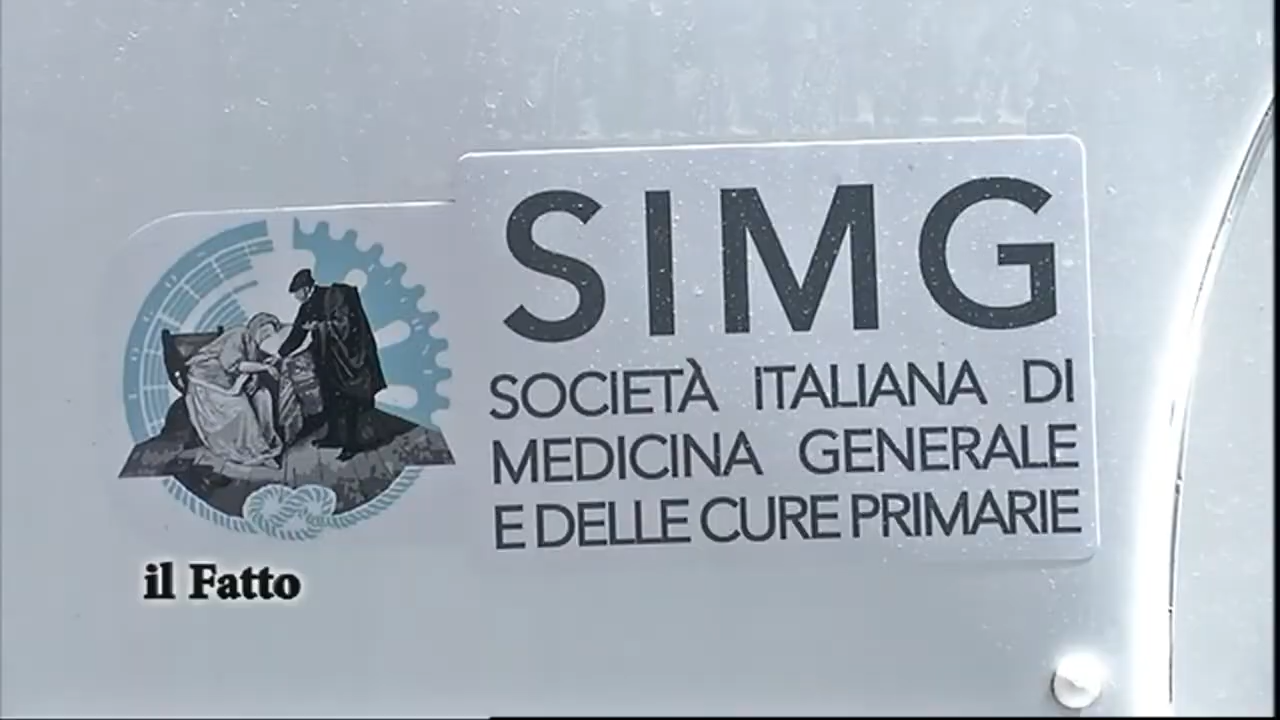 SIMG
SOCIETÀ ITALIANA DI
MEDICINA GENERALE
E DELLE CURE PRIMARIE
il Fatto